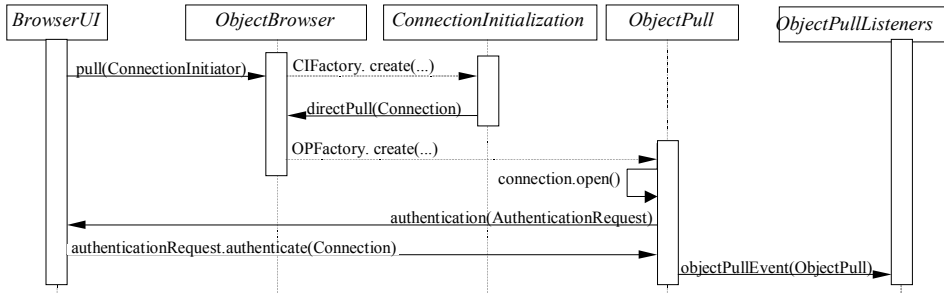 BrowserUI
ObjectBrowser
ConnectionInitialization
ObjectPull
ObjectPullListeners
pull(ConnectionInitiator)
CIFactory. create(...)
directPull(Connection)
OPFactory. create(...)
connection.open()
authentication(AuthenticationRequest)
authenticationRequest.authenticate(Connection)
objectPullEvent(ObjectPull)